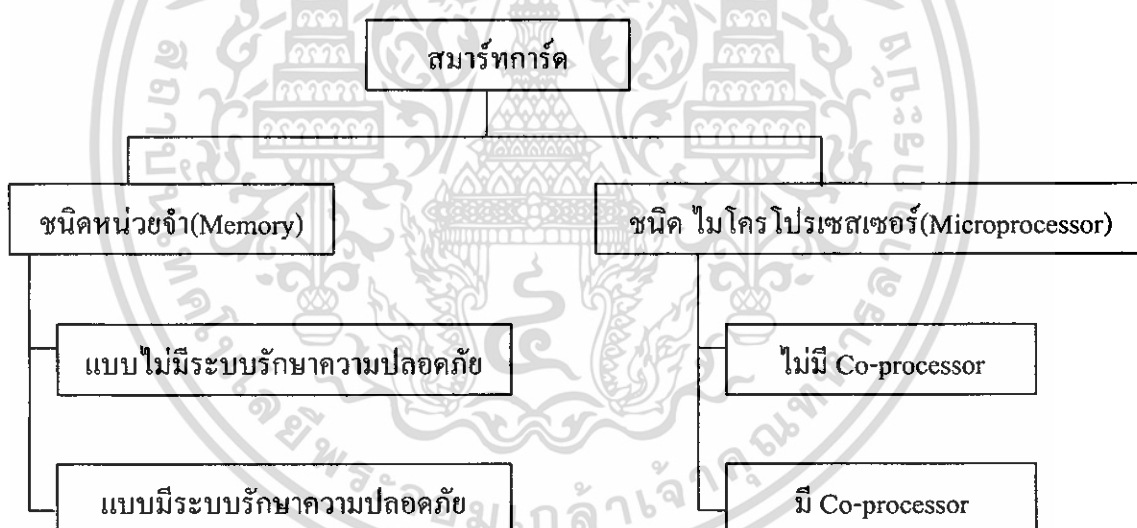 สมาร์ทการ์ด
ชนิดหน่วยจำ(Memory)
ชนิด ไมโครโปรเซสเซอร์(Microprocessor)
แบบไม่มีระบบรักษาความปลอดภัย
ไม่มี Co-processor
แบบมีระบบรักษาความปลอดภัย
มี Co-processor